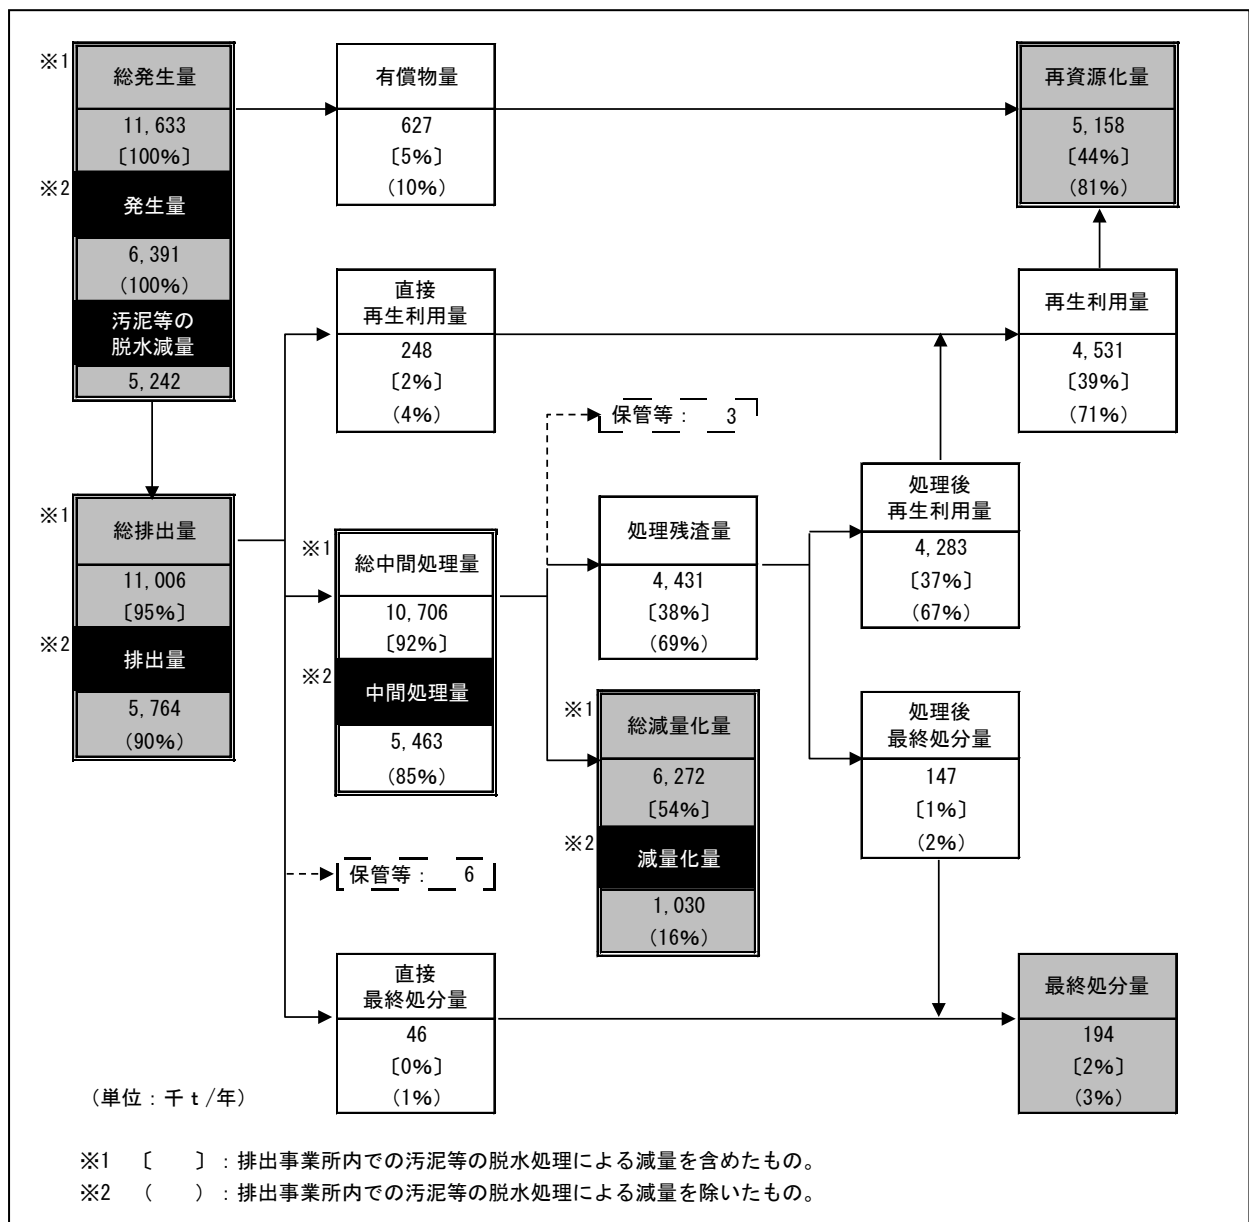 ※1
総発生量
11,633
〔100%〕
※2
発生量
6,391
(100%)
汚泥等の
脱水減量
5,242
有償物量
627
〔5%〕
(10%)
再資源化量
5,158
〔44%〕
(81%)
直接
再生利用量
248
〔2%〕
(4%)
再生利用量
4,531
〔39%〕
(71%)
保管等: 3
※1
総排出量
11,006
〔95%〕
※2
排出量
5,764
(90%)
※1
総中間処理量
10,706
〔92%〕
※2
中間処理量
5,463
(85%)
処理残渣量
4,431
〔38%〕
(69%)
処理後
再生利用量
4,283
〔37%〕
(67%)
※1
総減量化量
6,272
〔54%〕
※2
減量化量
1,030
(16%)
処理後
最終処分量
147
〔1%〕
(2%)
保管等: 6
直接
最終処分量
46
〔0%〕
(1%)
最終処分量
194
〔2%〕
(3%)
(単位:千t/年)
※1 〔 〕:排出事業所内での汚泥等の脱水処理による減量を含めたもの。
※2 ( ):排出事業所内での汚泥等の脱水処理による減量を除いたもの。